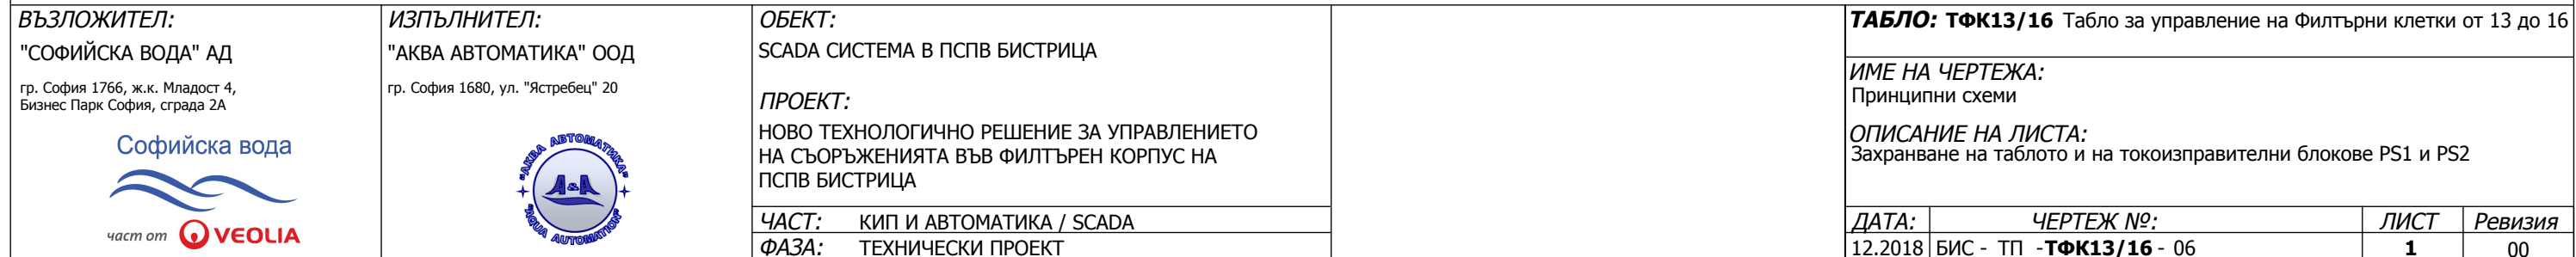 ВЪЗЛОЖИТЕЛ:
"СОФИЙСКА ВОДА" АД
гр. София 1766, ж.к. Младост 4,
Бизнес Парк София, сграда 2А
Софийска вода
част от VEOLIA
ИЗПЪЛНИТЕЛ:
"АКВА АВТОМАТИКА" ООД
гр. София 1680, ул. "Ястребец" 20
"АКВА АВТОМАТИКА"
A&A
"AQUA AUTOMATION"
ОБЕКТ:
SCADA СИСТЕМА В ПСПВ БИСТРИЦА
ПРОЕКТ:
НОВО ТЕХНОЛОГИЧНО РЕШЕНИЕ ЗА УПРАВЛЕНИЕТО
НА СЪОРЪЖЕНИЯТА ВЪВ ФИЛТЪРЕН КОРПУС НА
ПСПВ БИСТРИЦА
ЧАСТ: КИП И АВТОМАТИКА / SCADA
ФАЗА: ТЕХНИЧЕСКИ ПРОЕКТ
ТАБЛО: ТФК13/16 Табло за управление на Филтърни клетки от 13 до 16
ИМЕ НА ЧЕРТЕЖА:
Принципни схеми
ОПИСАНИЕ НА ЛИСТА:
Захранване на таблото и на токоизправителни блокове PS1 и PS2
ДАТА: ЧЕРТЕЖ №: ЛИСТ Ревизия
12.2018 БИС - ТП -ТФК13/16 - 06 1 00